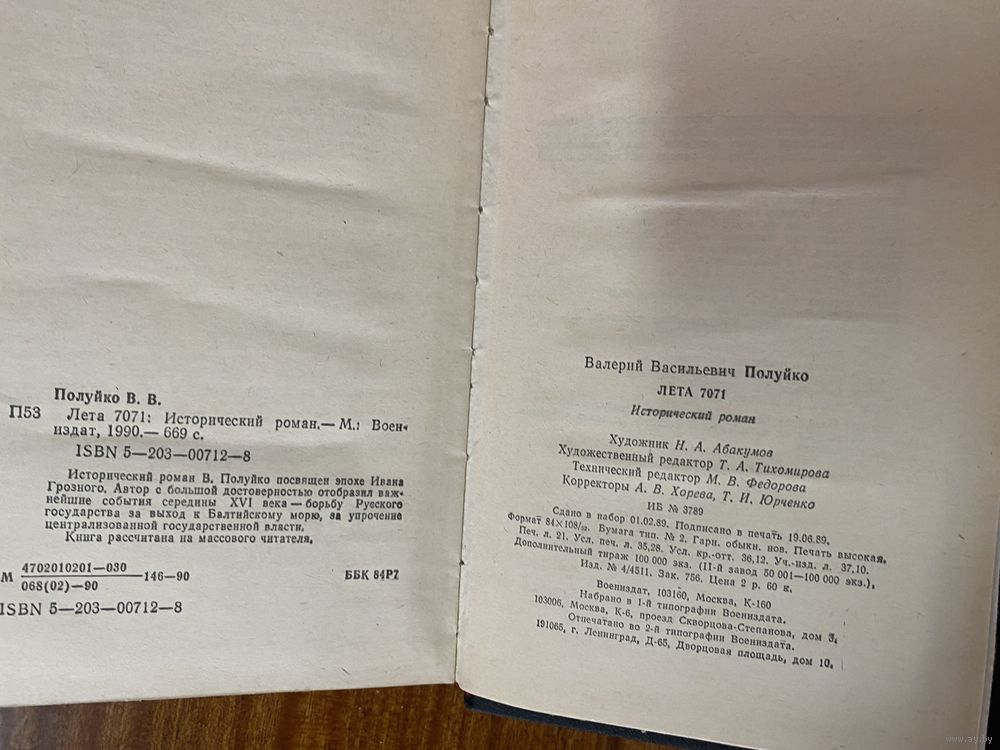 Полуйко В. В.
П53
Лета 7071: Исторический роман.— М.: Воен-
издат, 1990.— 669 с.
ISBN 5—203—00712—8
Исторический роман В. Полуйко посвящен эпохе Ивана
Грозного. Автор с большой достоверностью отобразил важ-
нейшие события середины XVI века — борьбу Русского
государства за выход к Балтийскому морю, за упрочение
централизованной государственной власти.
Книга рассчитана на массового читателя.
М 4702010201—030
068(02)—90
—146—90
ББК 84Р7
ISBN 5—203—00712—8
Валерий Васильевич Полуйко
ЛЕТА 7071
Исторический роман
Художник Н. А. Абакумов
Художественный редактор Т. А. Тихомирова
Технический редактор М. В. Федорова
Корректоры А. В. Хорева, Т. И. Юрченко
ИБ № 3789
Сдано в набор 01.02.89. Подписано в печать 19.06.89.
Формат 84×108/32. Бумага тип. № 2. Гарн. обыкн. нов. Печать высокая.
Печ. л. 21. Усл. печ. л. 35,28. Усл. кр.-отт. 36,12. Уч.-изд. л. 37,10.
Дополнительный тираж 100 000 экз. (II-й завод 50 001—100 000 экз.).
Изд. № 4/4511. Зак. 756. Цена 2 р. 60 к.
Воениздат, 103160, Москва, К-160
Набрано в 1-й типографии Воениздата.
103006, Москва, К-6, проезд Скворцова-Степанова, дом 3.
Отпечатано во 2-й типографии Воениздата.
191065, г. Ленинград, Д-65, Дворцовая площадь, дом 10.
www.ay.by